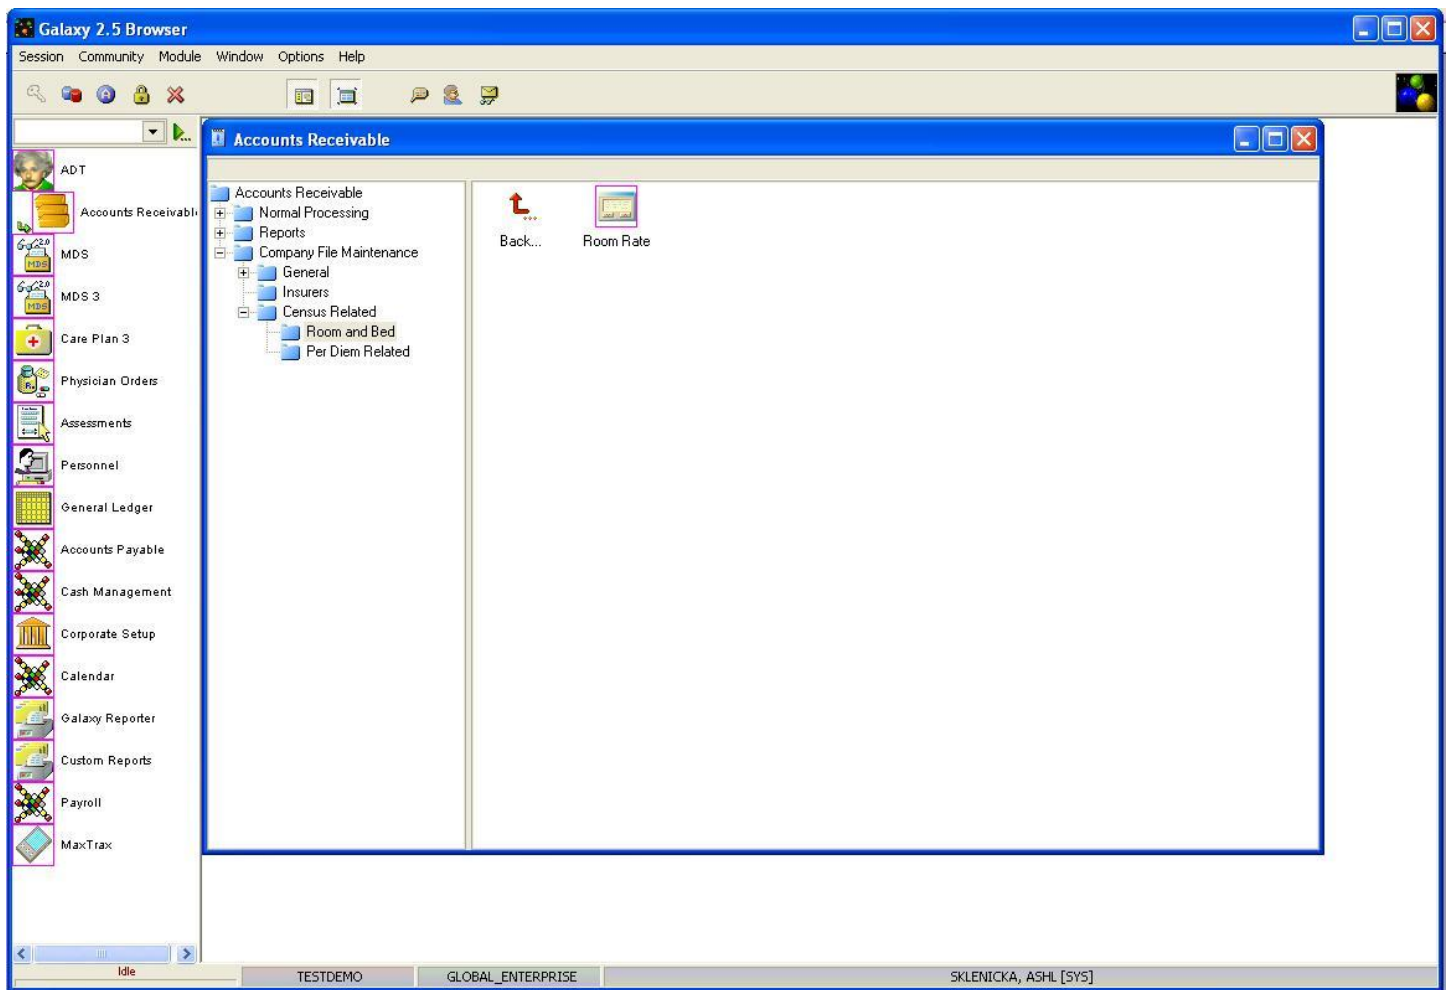 Galaxy 2.5 Browser
Session Community Module Window Options Help
Accounts Receivable
ADT
Accounts Receivabl
MDS
MDS 3
Care Plan 3
Physician Orders
Assessments
Personnel
General Ledger
Accounts Payable
Cash Management
Corporate Setup
Calendar
Galaxy Reporter
Custom Reports
Payroll
MaxTrax
Accounts Receivable
Normal Processing
Reports
Company File Maintenance
General
Insurers
Census Related
Room and Bed
Per Diem Related
Back...
Room Rate
Idle
TESTDEMO
GLOBAL_ENTERPRISE
SKLENICKA, ASHL [SYS]